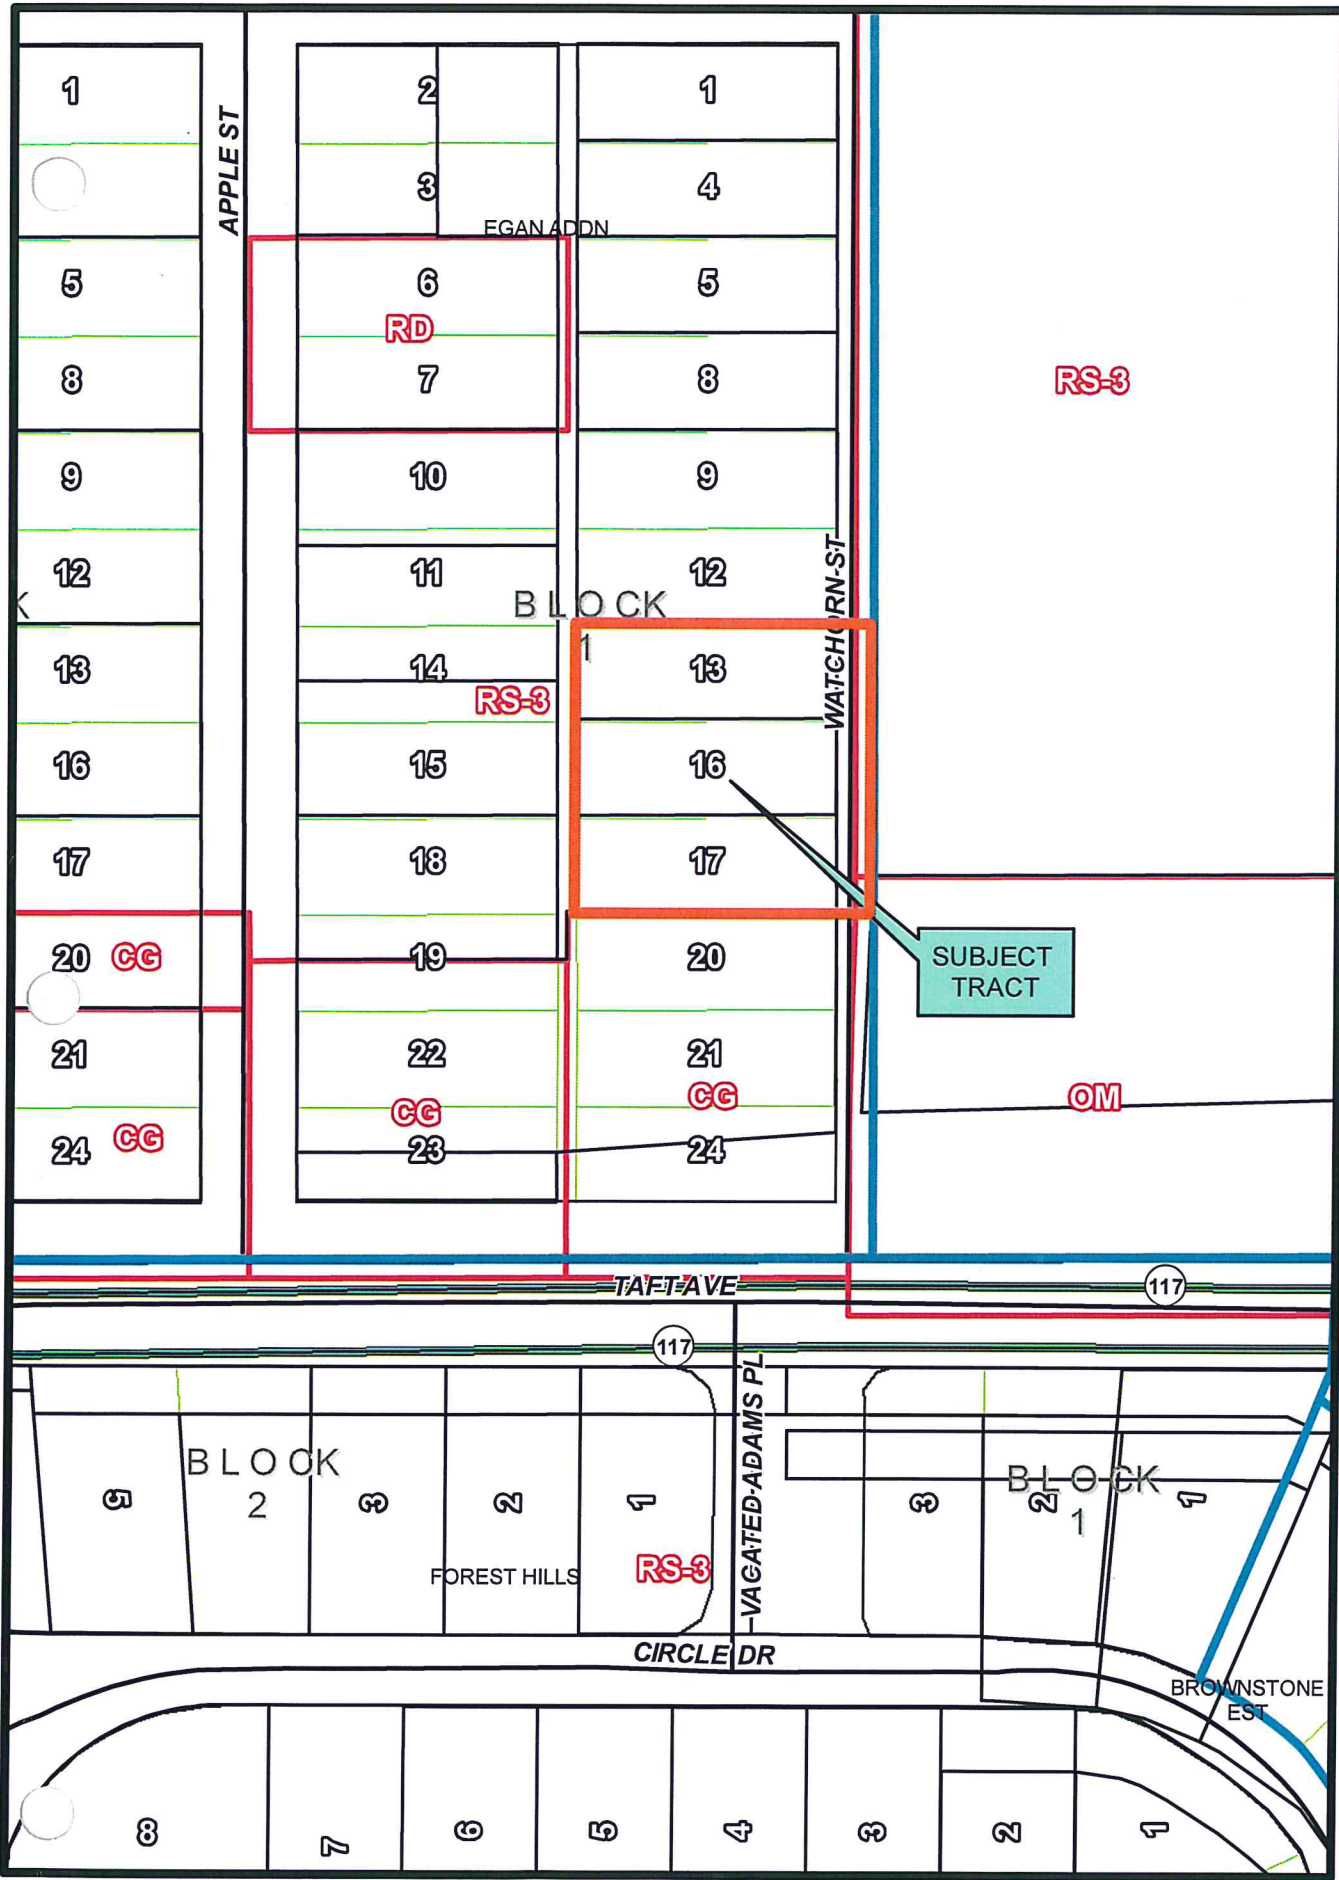 1
2
1
APPLE ST
3
4
EGAN ADDN
5
6
5
RD
8
7
8
RS-3
9
10
9
12
11
12
WATCHORN ST
K
BLOCK
1
13
14
13
RS-3
16
15
16
17
18
17
20 CG
19
20
SUBJECT
TRACT
21
22
21
CG
CG
OM
24 CG
23
24
TAFT AVE
117
117
VACATED ADAMS PL
BLOCK
2
BLOCK
1
5
3
2
1
3
2
1
FOREST HILLS
RS-3
CIRCLE DR
BROWNSTONE
EST
8
7
6
5
4
3
2
1